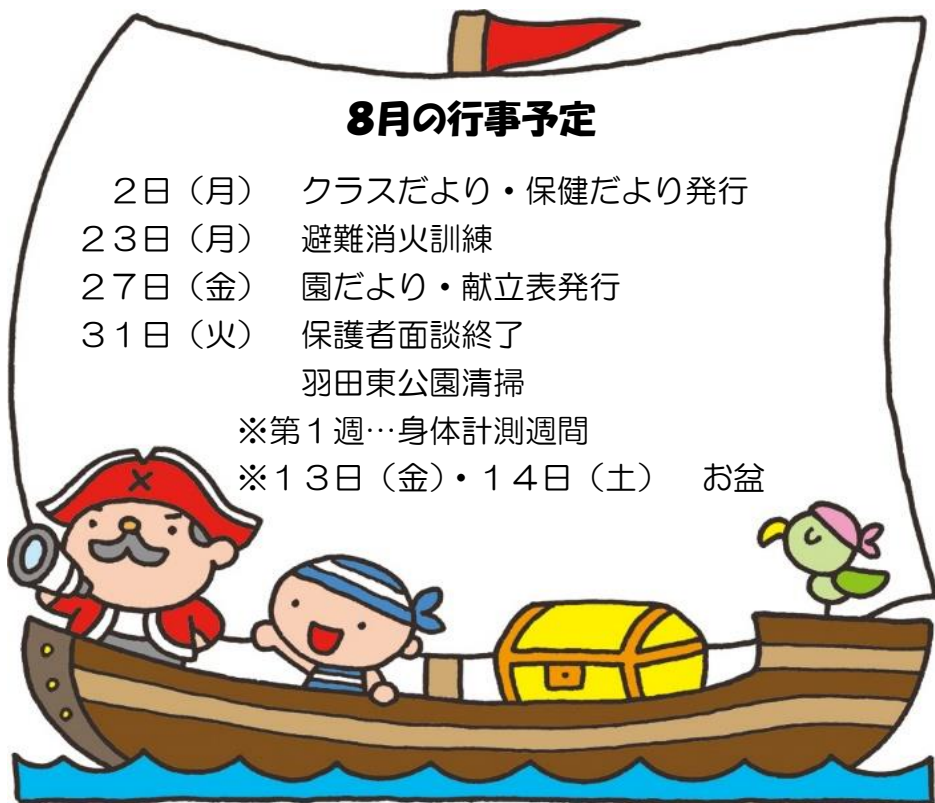 8月の行事予定
2日（月）　クラスだより・保健だより発行
23日（月）　避難消火訓練
27日（金）　園だより・献立表発行
31日（火）　保護者面談終了
羽田東公園清掃
※第1週…身体計測週間
※13日（金）・14日（土）　お盆